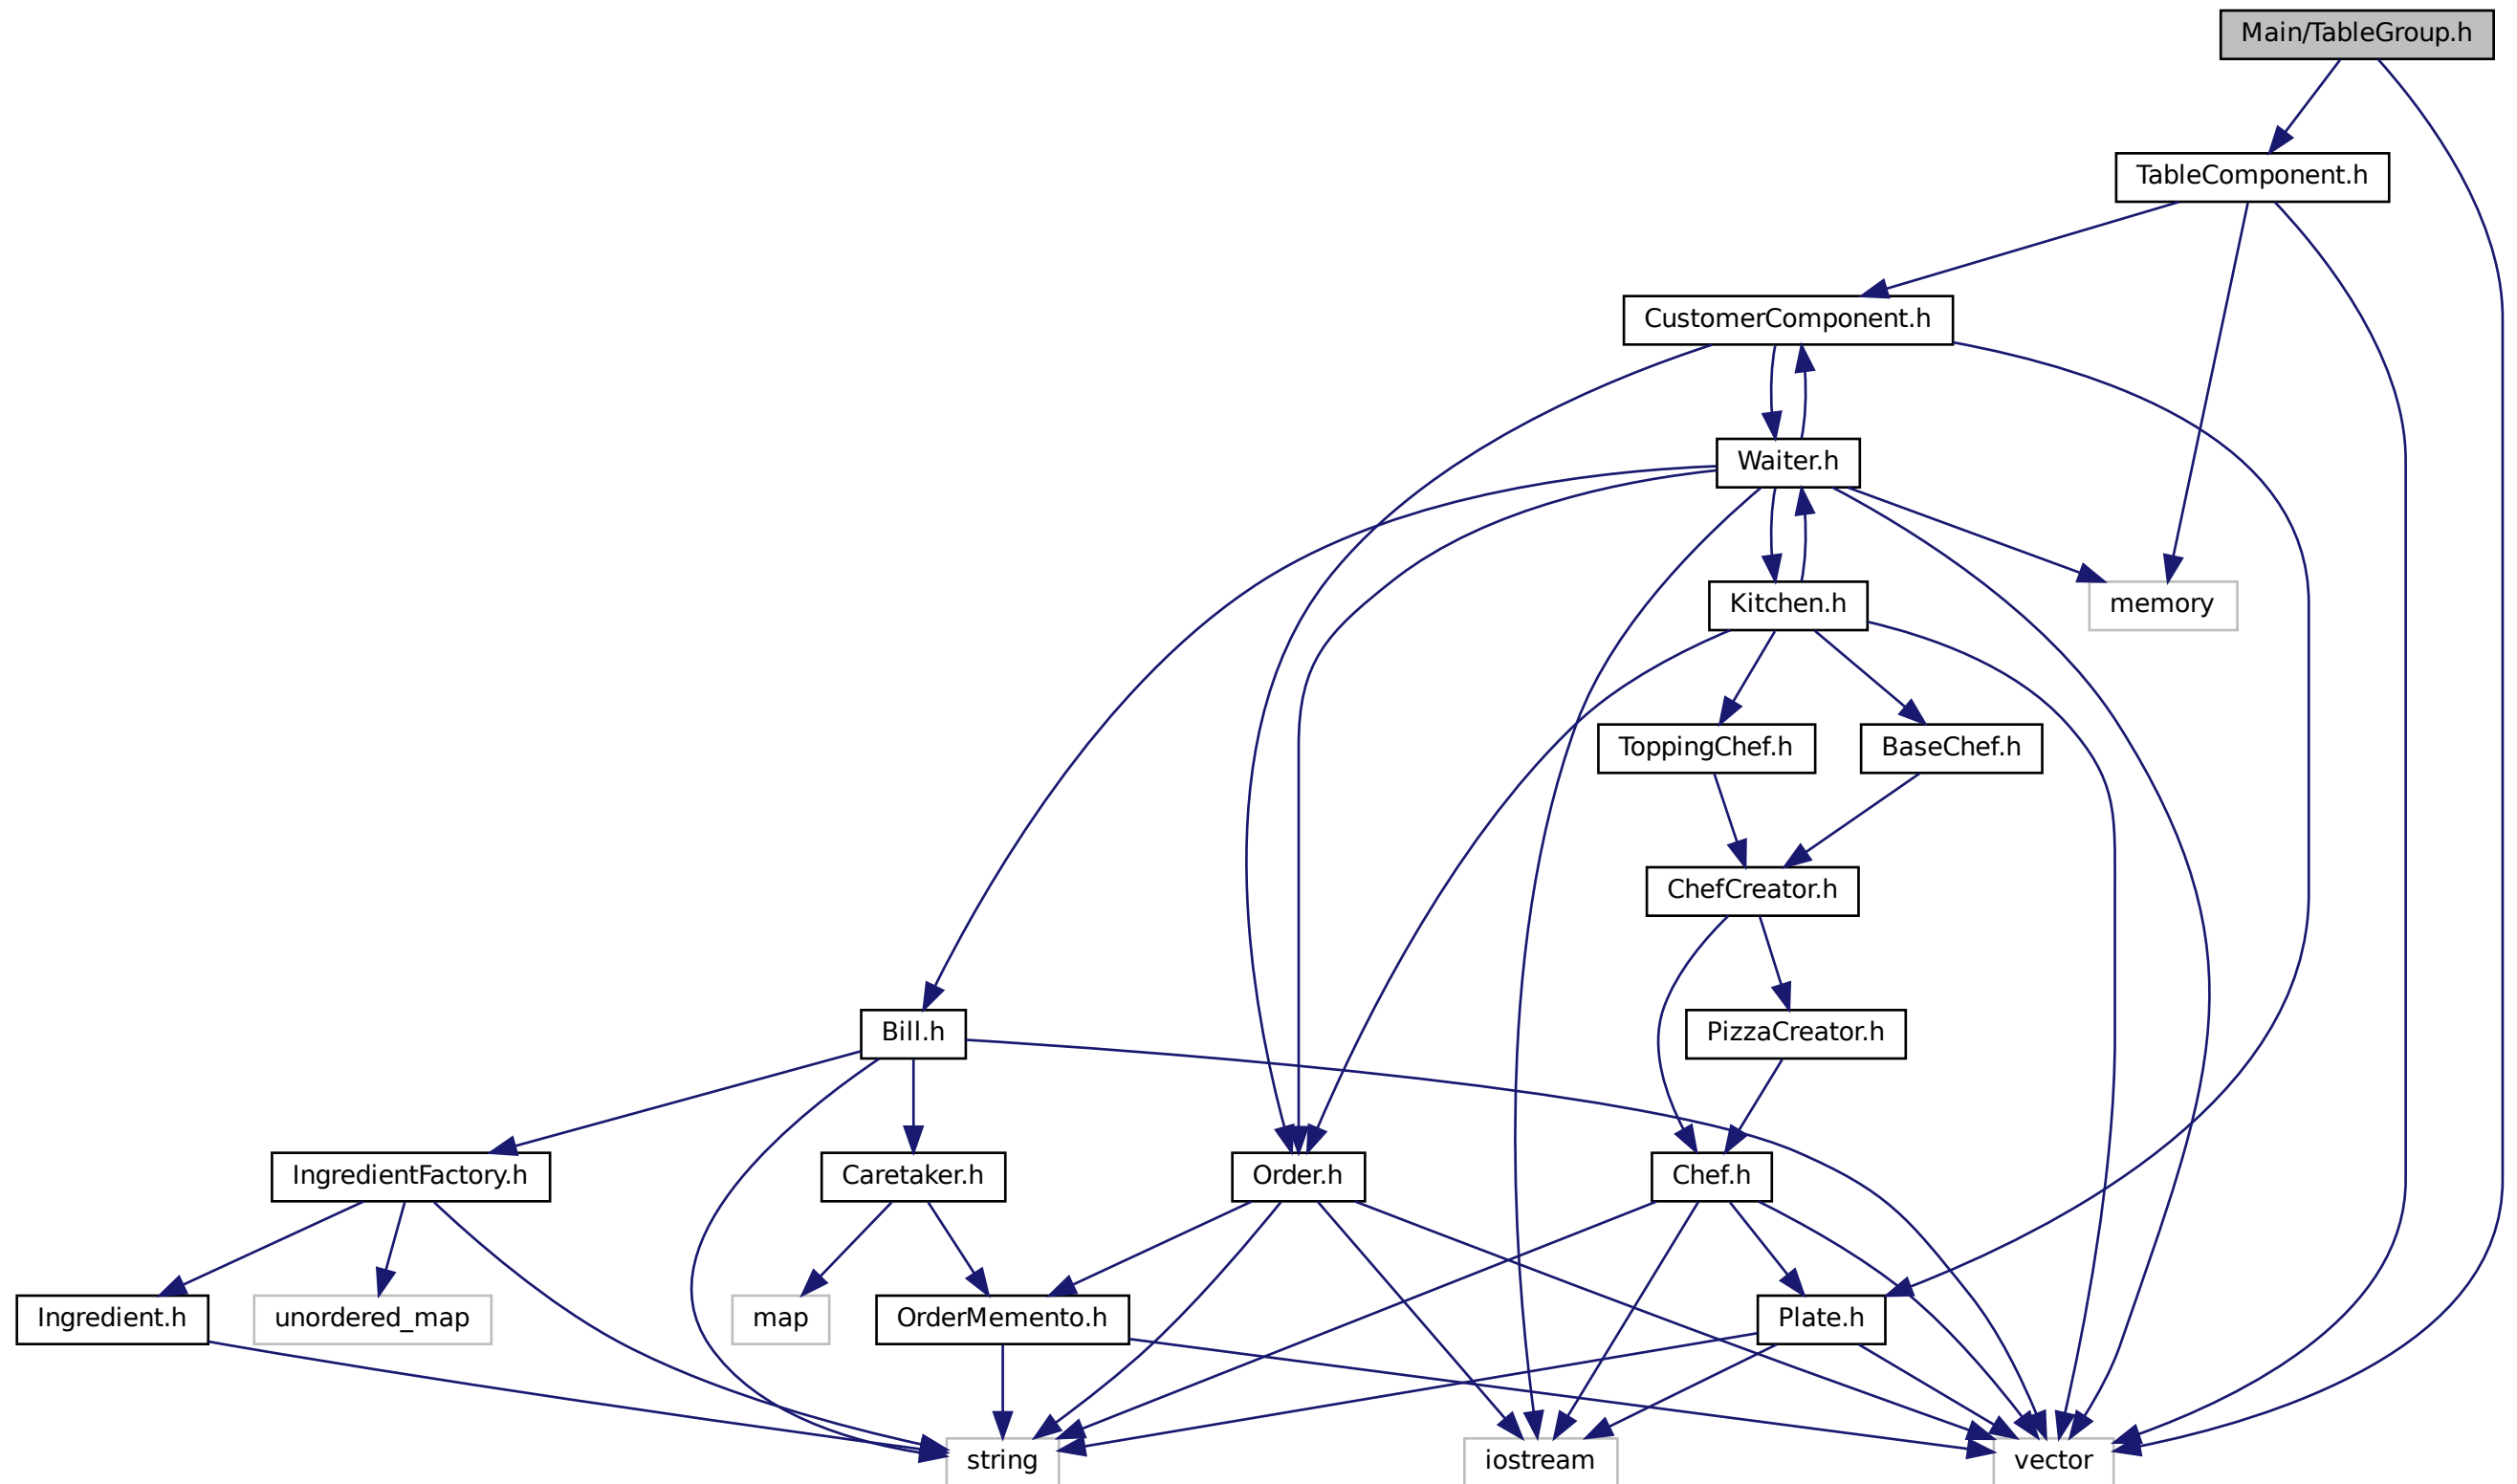 Main/TableGroup.h
TableComponent.h
CustomerComponent.h
Waiter.h
Kitchen.h
memory
ToppingChef.h
BaseChef.h
ChefCreator.h
Bill.h
PizzaCreator.h
IngredientFactory.h
Caretaker.h
Order.h
Chef.h
Ingredient.h
unordered_map
map
OrderMemento.h
Plate.h
string
iostream
vector